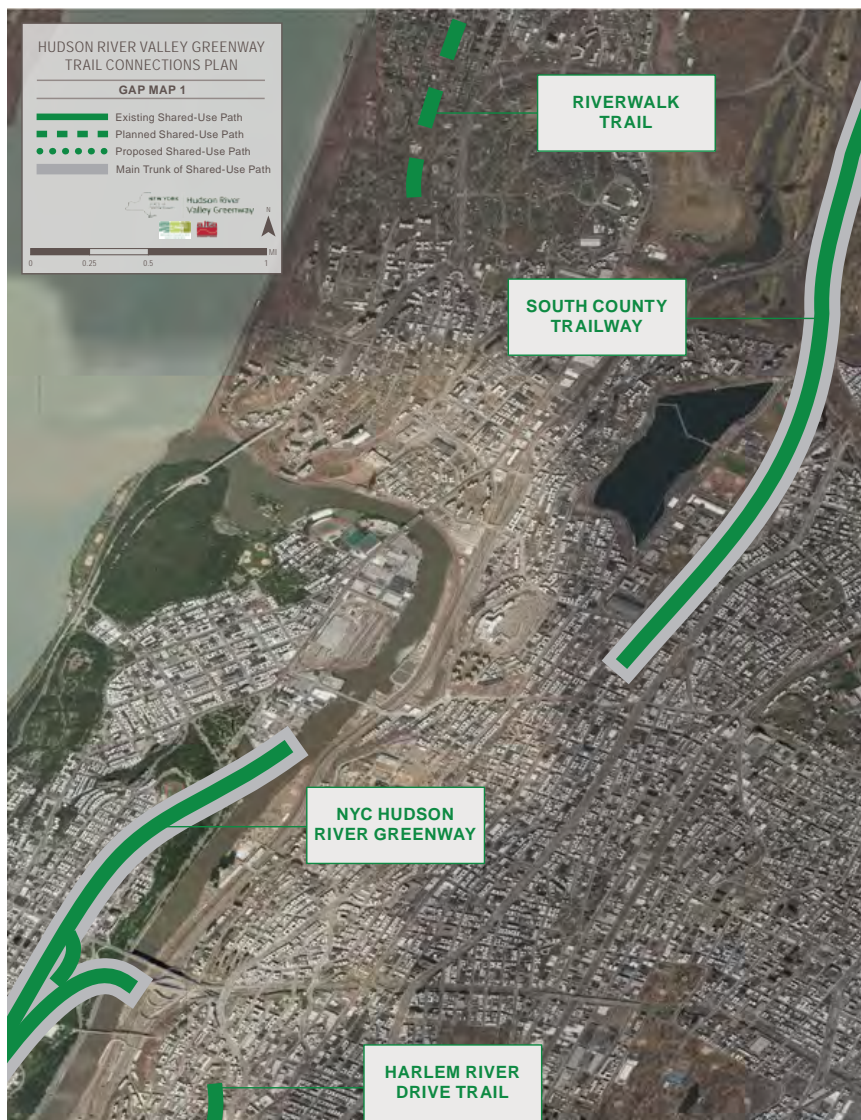 HUDSON RIVER VALLEY GREENWAY
TRAIL CONNECTIONS PLAN
GAP MAP 1
Existing Shared-Use Path
Planned Shared-Use Path
Proposed Shared-Use Path
Main Trunk of Shared-Use Path
NEW YORK
Hudson River
Valley Greenway
N
MI
0 0.25 0.5 1
RIVERWALK
TRAIL
SOUTH COUNTY
TRAILWAY
NYC HUDSON
RIVER GREENWAY
HARLEM RIVER
DRIVE TRAIL